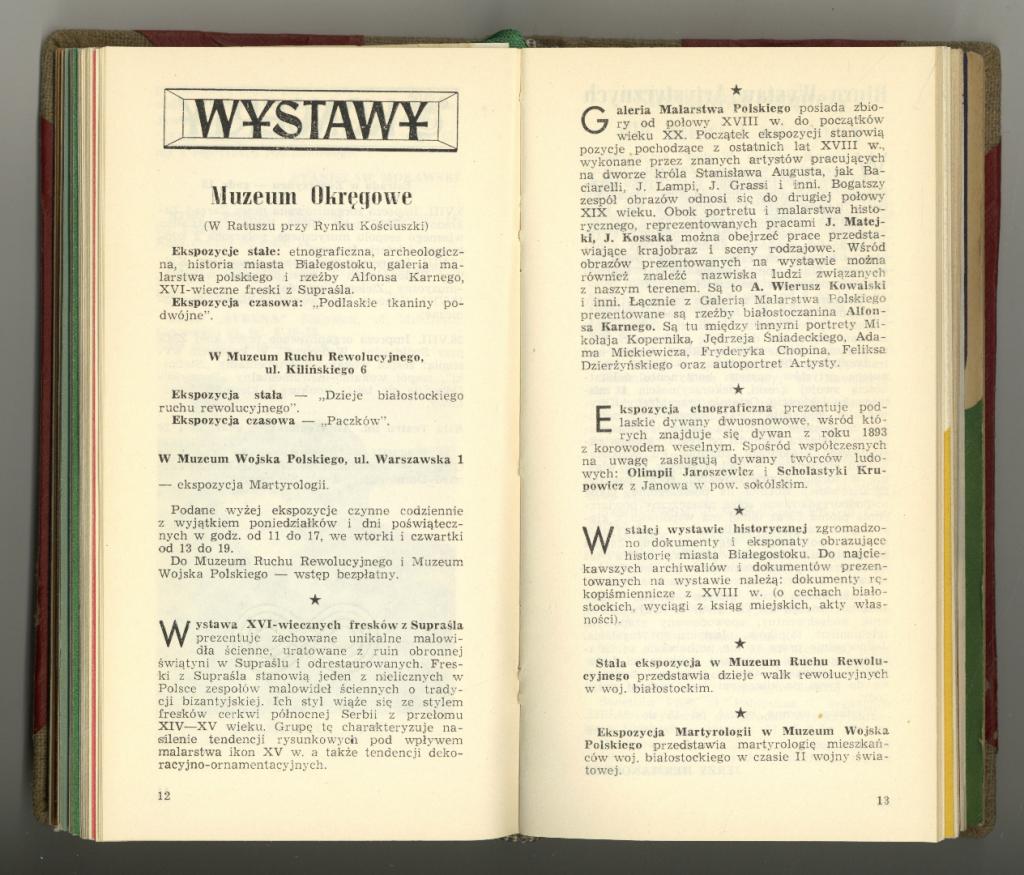 WYSTAWY
Muzeum Okręgowe
(W Ratuszu przy Rynku Kościuszki)
Ekspozycje stałe: etnograficzna, archeologicz-
na, historia miasta Białegostoku, galeria ma-
larstwa polskiego i rzeźby Alfonsa Karnego,
XVI-wieczne freski z Supraśla.
Ekspozycja czasowa: „Podlaskie tkaniny po-
dwójne".
W Muzeum Ruchu Rewolucyjnego,
ul. Kilińskiego 6
Ekspozycja stała — „Dzieje białostockiego
ruchu rewolucyjnego".
Ekspozycja czasowa — „Paczków".
W Muzeum Wojska Polskiego, ul. Warszawska 1
— ekspozycja Martyrologii.
Podane wyżej ekspozycje czynne codziennie
z wyjątkiem poniedziałków i dni poświątecz-
nych w godz. od 11 do 17, we wtorki i czwartki
od 13 do 19.
Do Muzeum Ruchu Rewolucyjnego i Muzeum
Wojska Polskiego — wstęp bezpłatny.
★
Wystawa XVI-wiecznych fresków z Supraśla
prezentuje zachowane unikalne malowi-
dła ścienne, uratowane z ruin obronnej
świątyni w Supraślu i odrestaurowanych. Fres-
ki z Supraśla stanowią jeden z nielicznych w
Polsce zespołów malowideł ściennych o trady-
cji bizantyjskiej. Ich styl wiąże się ze stylem
fresków cerkwi północnej Serbii z przełomu
XIV—XV wieku. Grupę tę charakteryzuje na-
silenie tendencji rysunkowych pod wpływem
malarstwa ikon XV w. a także tendencji deko-
racyjno-ornamentacyjnych.
12
★
Galeria Malarstwa Polskiego posiada zbio-
ry od połowy XVIII w. do początków
wieku XX. Początek ekspozycji stanowią
pozycje pochodzące z ostatnich lat XVIII w.,
wykonane przez znanych artystów pracujących
na dworze króla Stanisława Augusta, jak Ba-
ciarelli, J. Lampi, J. Grassi i inni. Bogatszy
zespół obrazów odnosi się do drugiej połowy
XIX wieku. Obok portretu i malarstwa histo-
rycznego, reprezentowanych pracami J. Matej-
ki, J. Kossaka można obejrzeć prace przedsta-
wiające krajobraz i sceny rodzajowe. Wśród
obrazów prezentowanych na wystawie można
również znaleźć nazwiska ludzi związanych
z naszym terenem. Są to A. Wierusz Kowalski
i inni. Łącznie z Galerią Malarstwa Polskiego
prezentowane są rzeźby białostoczanina Alfon-
sa Karnego. Są tu między innymi portrety Mi-
kołaja Kopernika, Jędrzeja Śniadeckiego, Ada-
ma Mickiewicza, Fryderyka Chopina, Feliksa
Dzierżyńskiego oraz autoportret Artysty.
★
Ekspozycja etnograficzna prezentuje pod-
laskie dywany dwuosnowowe, wśród któ-
rych znajduje się dywan z roku 1893
z korowodem weselnym. Spośród współczesnych
na uwagę zasługują dywany twórców ludo-
wych: Olimpii Jaroszewicz i Scholastyki Kru-
powicz z Janowa w pow. sokólskim.
★
W stałej wystawie historycznej zgromadzo-
no dokumenty i eksponaty obrazujące
historię miasta Białegostoku. Do najcie-
kawszych archiwaliów i dokumentów prezen-
towanych na wystawie należą: dokumenty rę-
kopiśmiennicze z XVIII w. (o cechach biało-
stockich, wyciągi z ksiąg miejskich, akty włas-
ności).
★
Stała ekspozycja w Muzeum Ruchu Rewolu-
cyjnego przedstawia dzieje walk rewolucyjnych
w woj. białostockim.
★
Ekspozycja Martyrologii w Muzeum Wojska
Polskiego przedstawia martyrologię mieszkań-
ców woj. białostockiego w czasie II wojny świa-
towej.
13